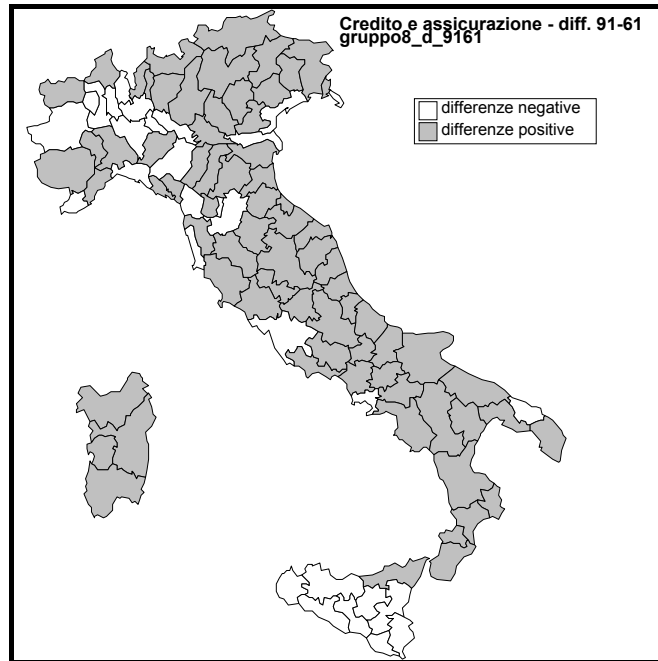 Credito e assicurazione - diff. 91-61
gruppo8_d_9161
differenze negative
differenze positive